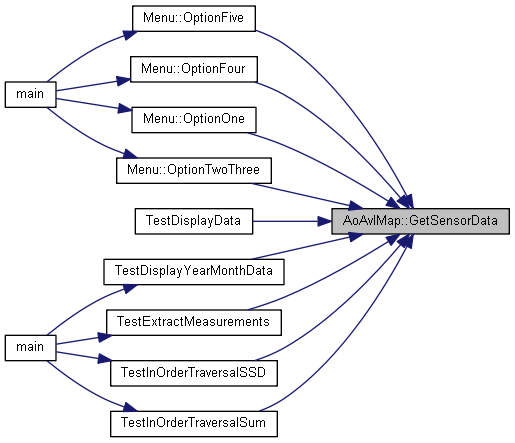 Menu::OptionFive
Menu::OptionFour
main
Menu::OptionOne
Menu::OptionTwoThree
TestDisplayData
AoAvlMap::GetSensorData
TestDisplayYearMonthData
TestExtractMeasurements
main
TestInOrderTraversalSSD
TestInOrderTraversalSum